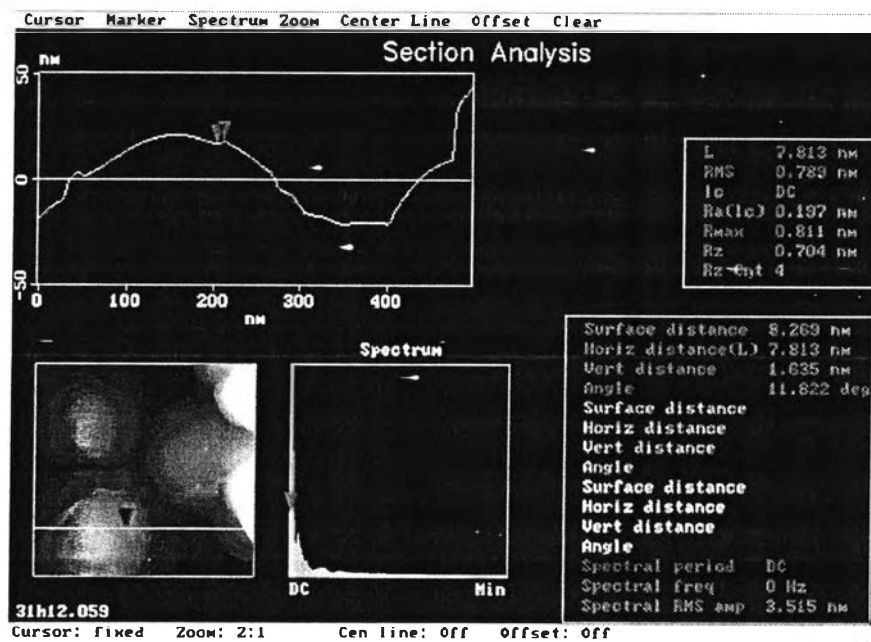 Cursor Marker Spectrum Zoom Center Line Offset Clear
Section Analysis
nm
50
0
-50
0 100 200 300 400
nm
L 7.813 nm
RMS 0.789 nm
lc DC
Ra(lc) 0.197 nm
Rmax 0.811 nm
Rz 0.704 nm
Rz Cnt 4
Surface distance 8.269 nm
Horiz distance(L) 7.813 nm
Vert distance 1.635 nm
Angle 11.822 deg
Surface distance
Horiz distance
Vert distance
Angle
Surface distance
Horiz distance
Vert distance
Angle
Spectral period DC
Spectral freq 0 Hz
Spectral RMS amp 3.515 nm
Spectrum
DC Min
31h12.059
Cursor: fixed Zoom: 2:1 Cen line: Off Offset: Off